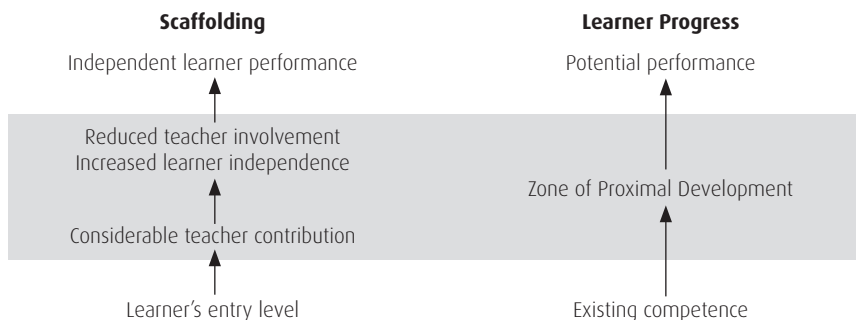 Scaffolding
Independent learner performance
Reduced teacher involvement
Increased learner independence
Considerable teacher contribution
Learner’s entry level
Learner Progress
Potential performance
Zone of Proximal Development
Existing competence